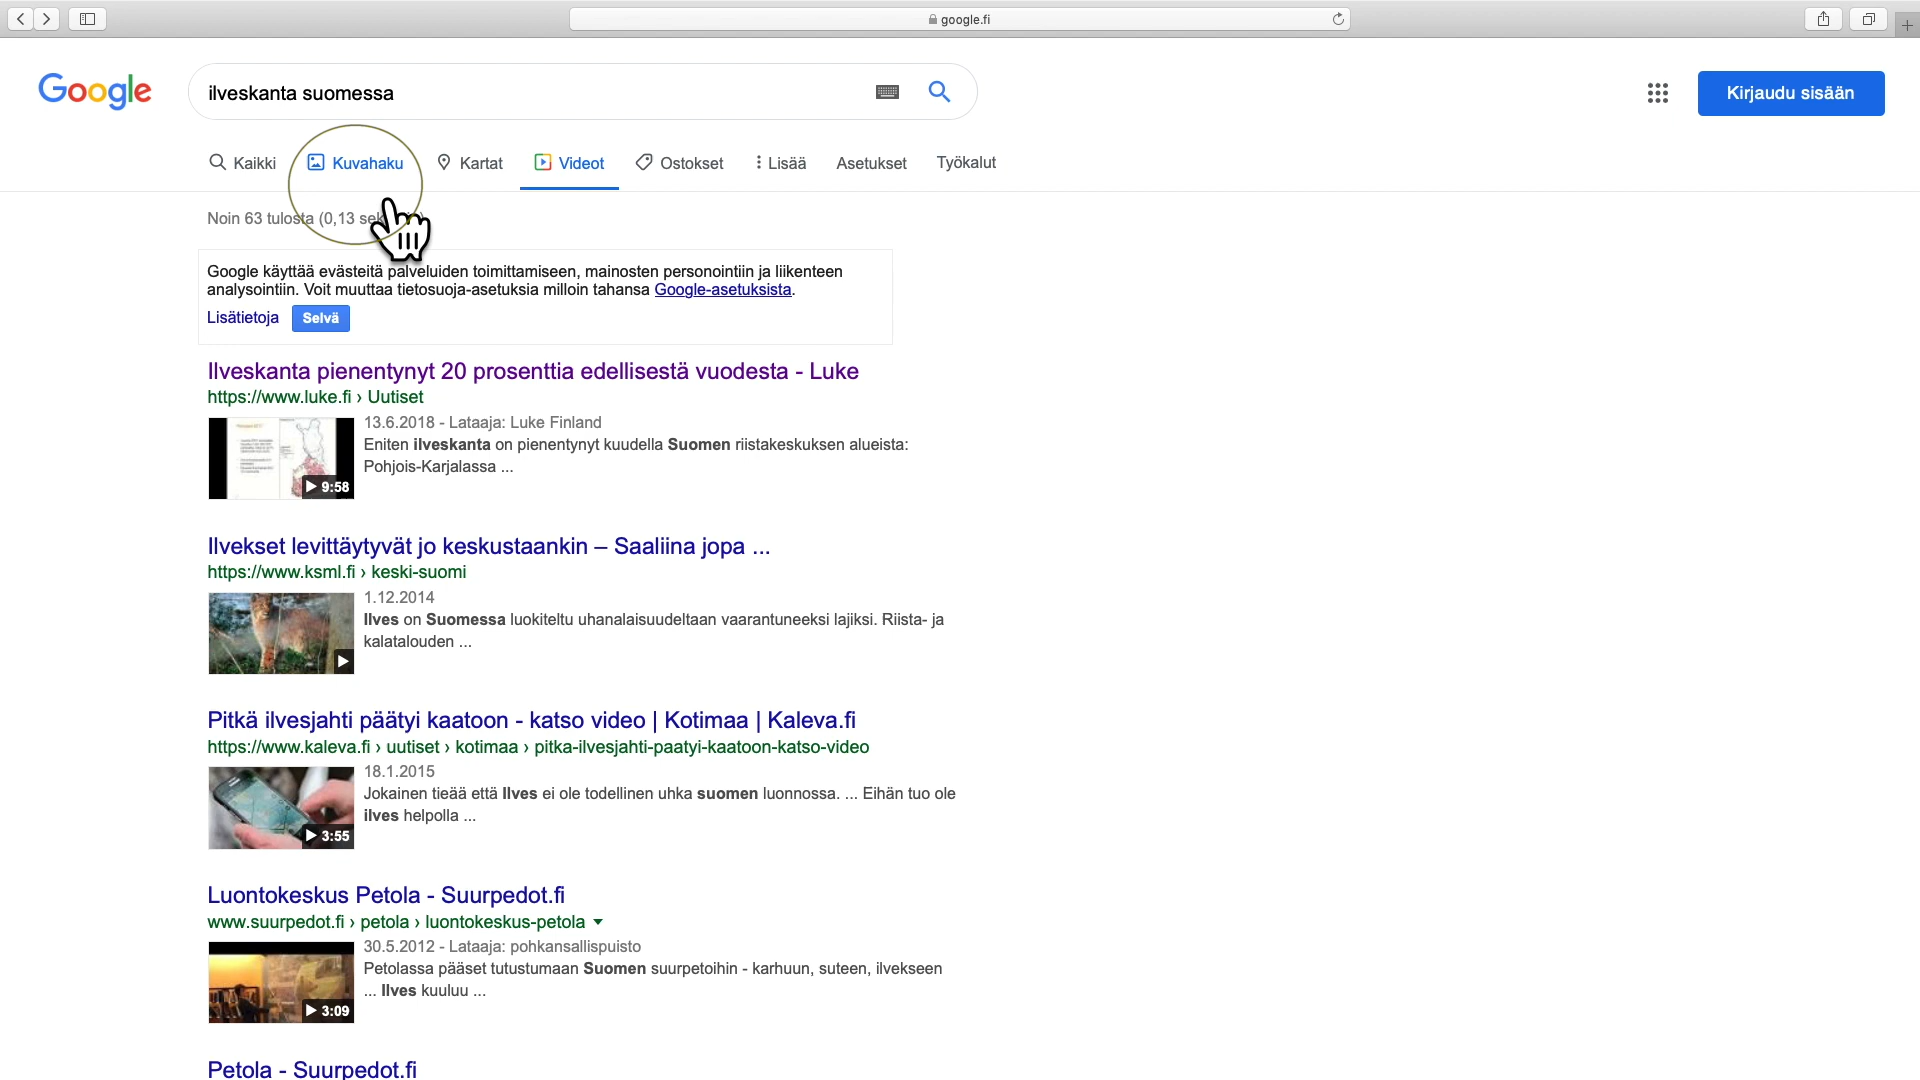 google.fi
Google
ilveskanta suomessa
Kirjaudu sisään
Kaikki
Kuvahaku
Kartat
Videot
Ostokset
Lisää
Asetukset
Työkalut
Noin 63 tulosta (0,13
Google käyttää evästeitä palveluiden toimittamiseen, mainosten personointiin ja liikenteen
analysointiin. Voit muuttaa tietosuoja-asetuksia milloin tahansa Google-asetuksista.
Lisätietoja
Selvä
Ilveskanta pienentynyt 20 prosenttia edellisestä vuodesta - Luke
https://www.luke.fi › Uutiset
13.6.2018 - Lataaja: Luke Finland
Eniten ilveskanta on pienentynyt kuudella Suomen riistakeskuksen alueista:
Pohjois-Karjalassa ...
9:58
Ilvekset levittäytyvät jo keskustaankin – Saaliina jopa ...
https://www.ksml.fi › keski-suomi
1.12.2014
Ilves on Suomessa luokiteltu uhanalaisuudeltaan vaarantuneeksi lajiksi. Riista- ja
kalatalouden ...
Pitkä ilvesjahti päätyi kaatoon - katso video | Kotimaa | Kaleva.fi
https://www.kaleva.fi › uutiset › kotimaa › pitka-ilvesjahti-paatyi-kaatoon-katso-video
18.1.2015
Jokainen tieää että Ilves ei ole todellinen uhka suomen luonnossa. ... Eihän tuo ole
ilves helpolla ...
3:55
Luontokeskus Petola - Suurpedot.fi
www.suurpedot.fi › petola › luontokeskus-petola
30.5.2012 - Lataaja: pohkansallispuisto
Petolassa pääset tutustumaan Suomen suurpetoihin - karhuun, suteen, ilvekseen
... Ilves kuuluu ...
3:09
Petola - Suurpedot.fi